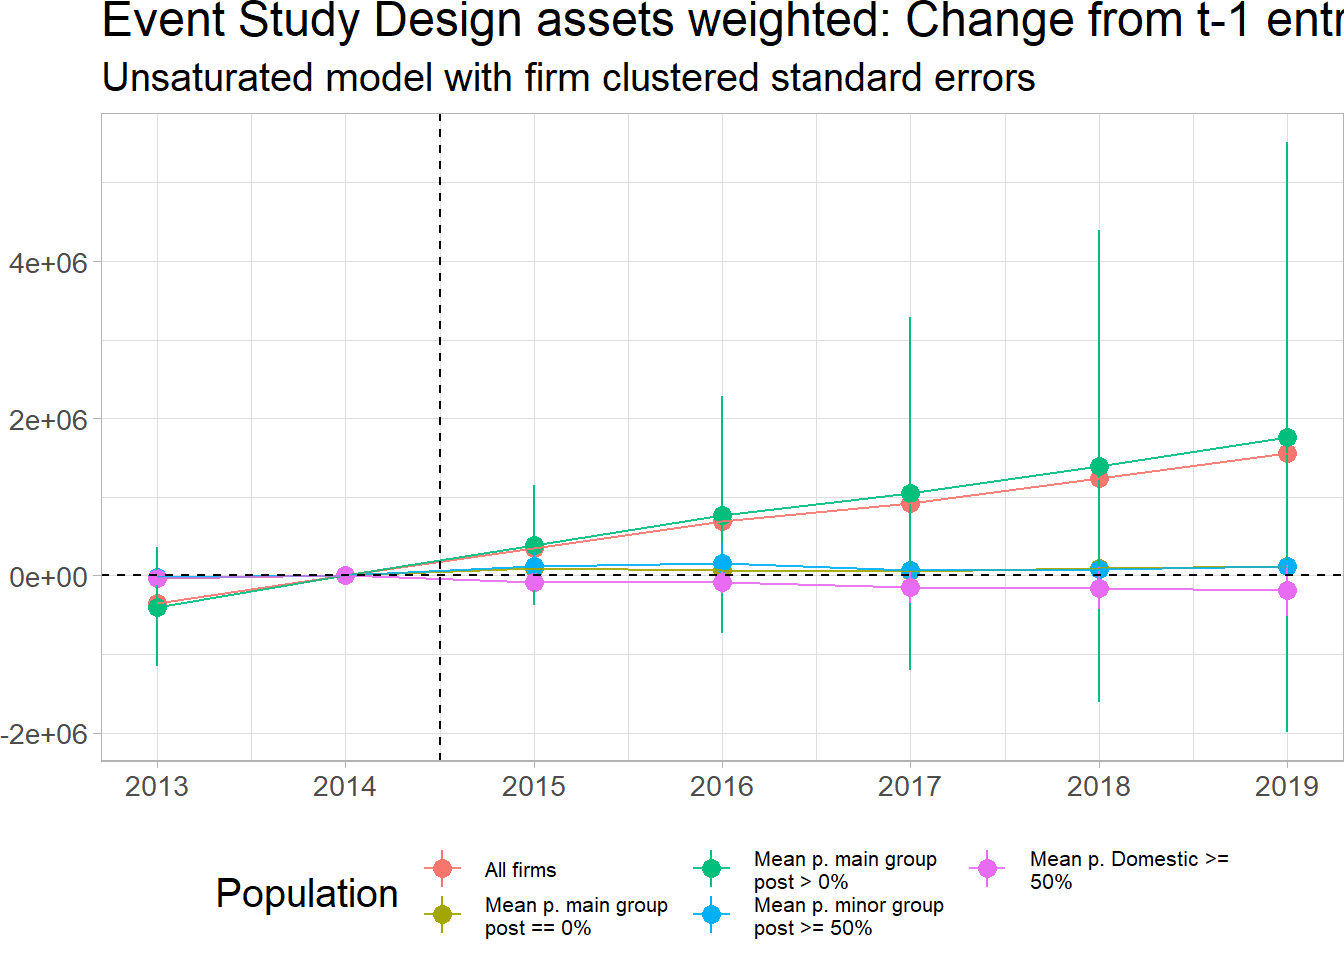 Event Study Design assets weighted: Change from t-1 entr
Unsaturated model with firm clustered standard errors
4e+06
2e+06
0e+00
-2e+06
2013 2014 2015 2016 2017 2018 2019
Population
All firms
Mean p. main group
post == 0%
Mean p. main group
post > 0%
Mean p. minor group
post >= 50%
Mean p. Domestic >=
50%